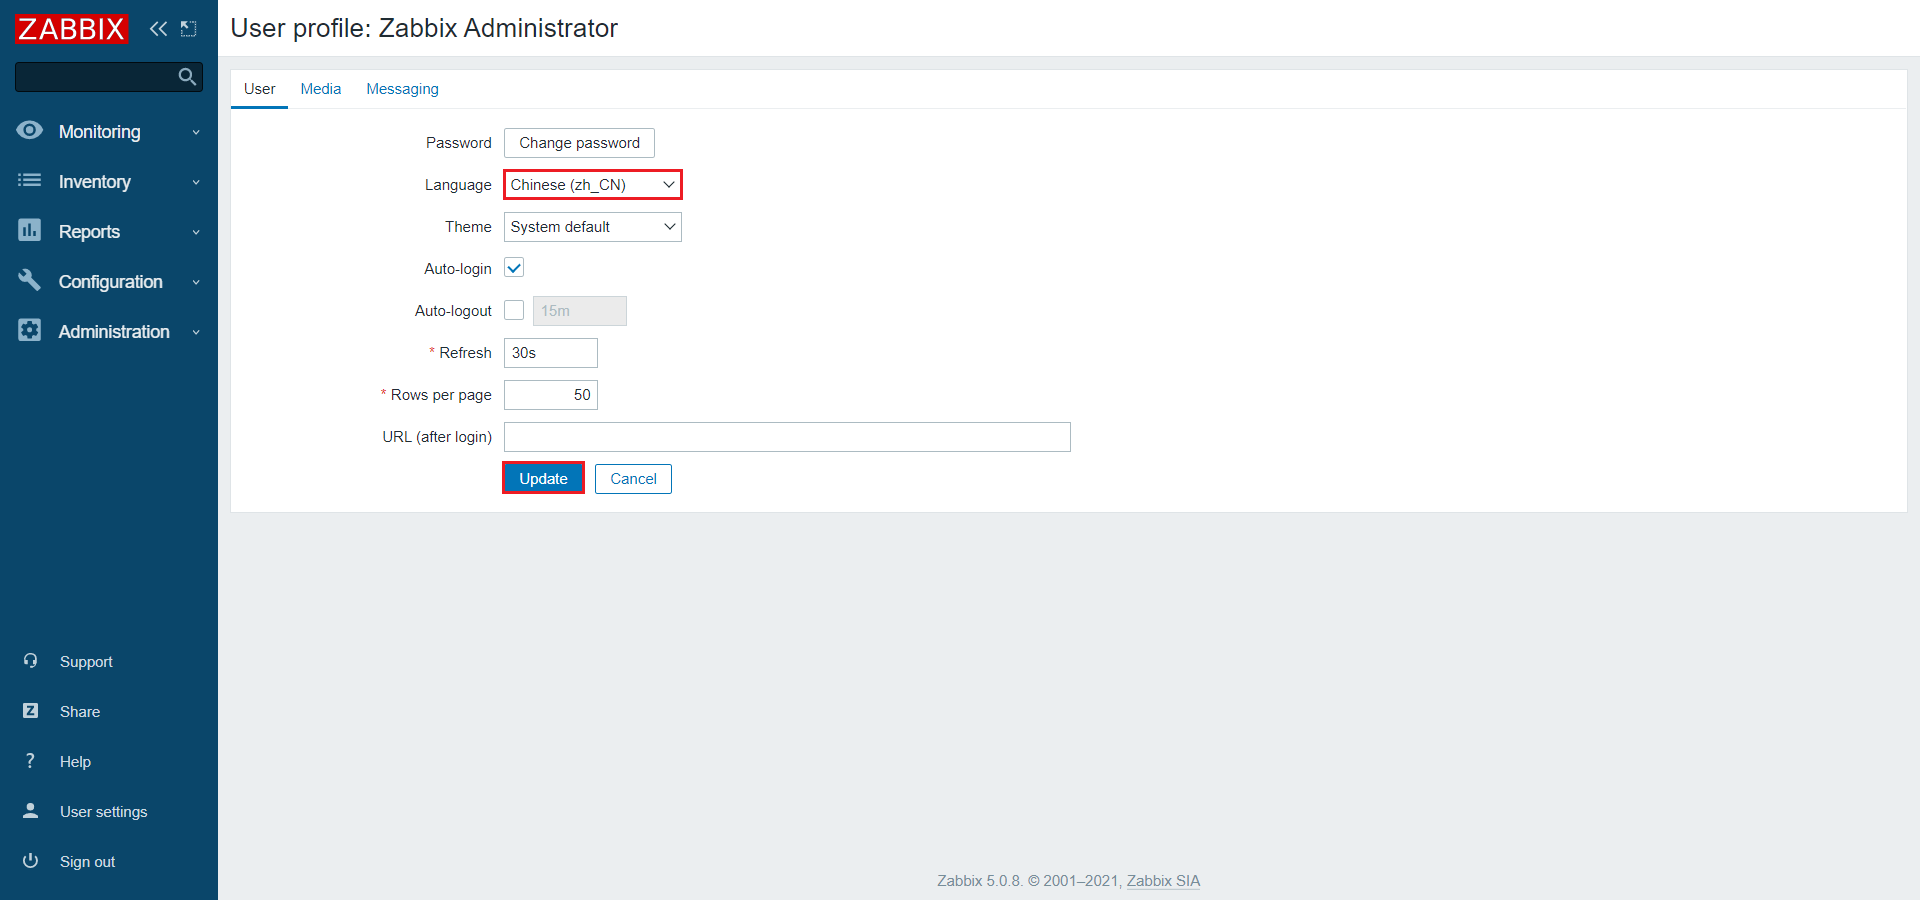 ZABBIX
User profile: Zabbix Administrator
User Media Messaging
Monitoring
Inventory
Reports
Configuration
Administration
Password Change password
Language Chinese (zh_CN)
Theme System default
Auto-login
Auto-logout 15m
* Refresh 30s
* Rows per page 50
URL (after login)
Update Cancel
Support
Z Share
? Help
User settings
Sign out
Zabbix 5.0.8. © 2001–2021, Zabbix SIA